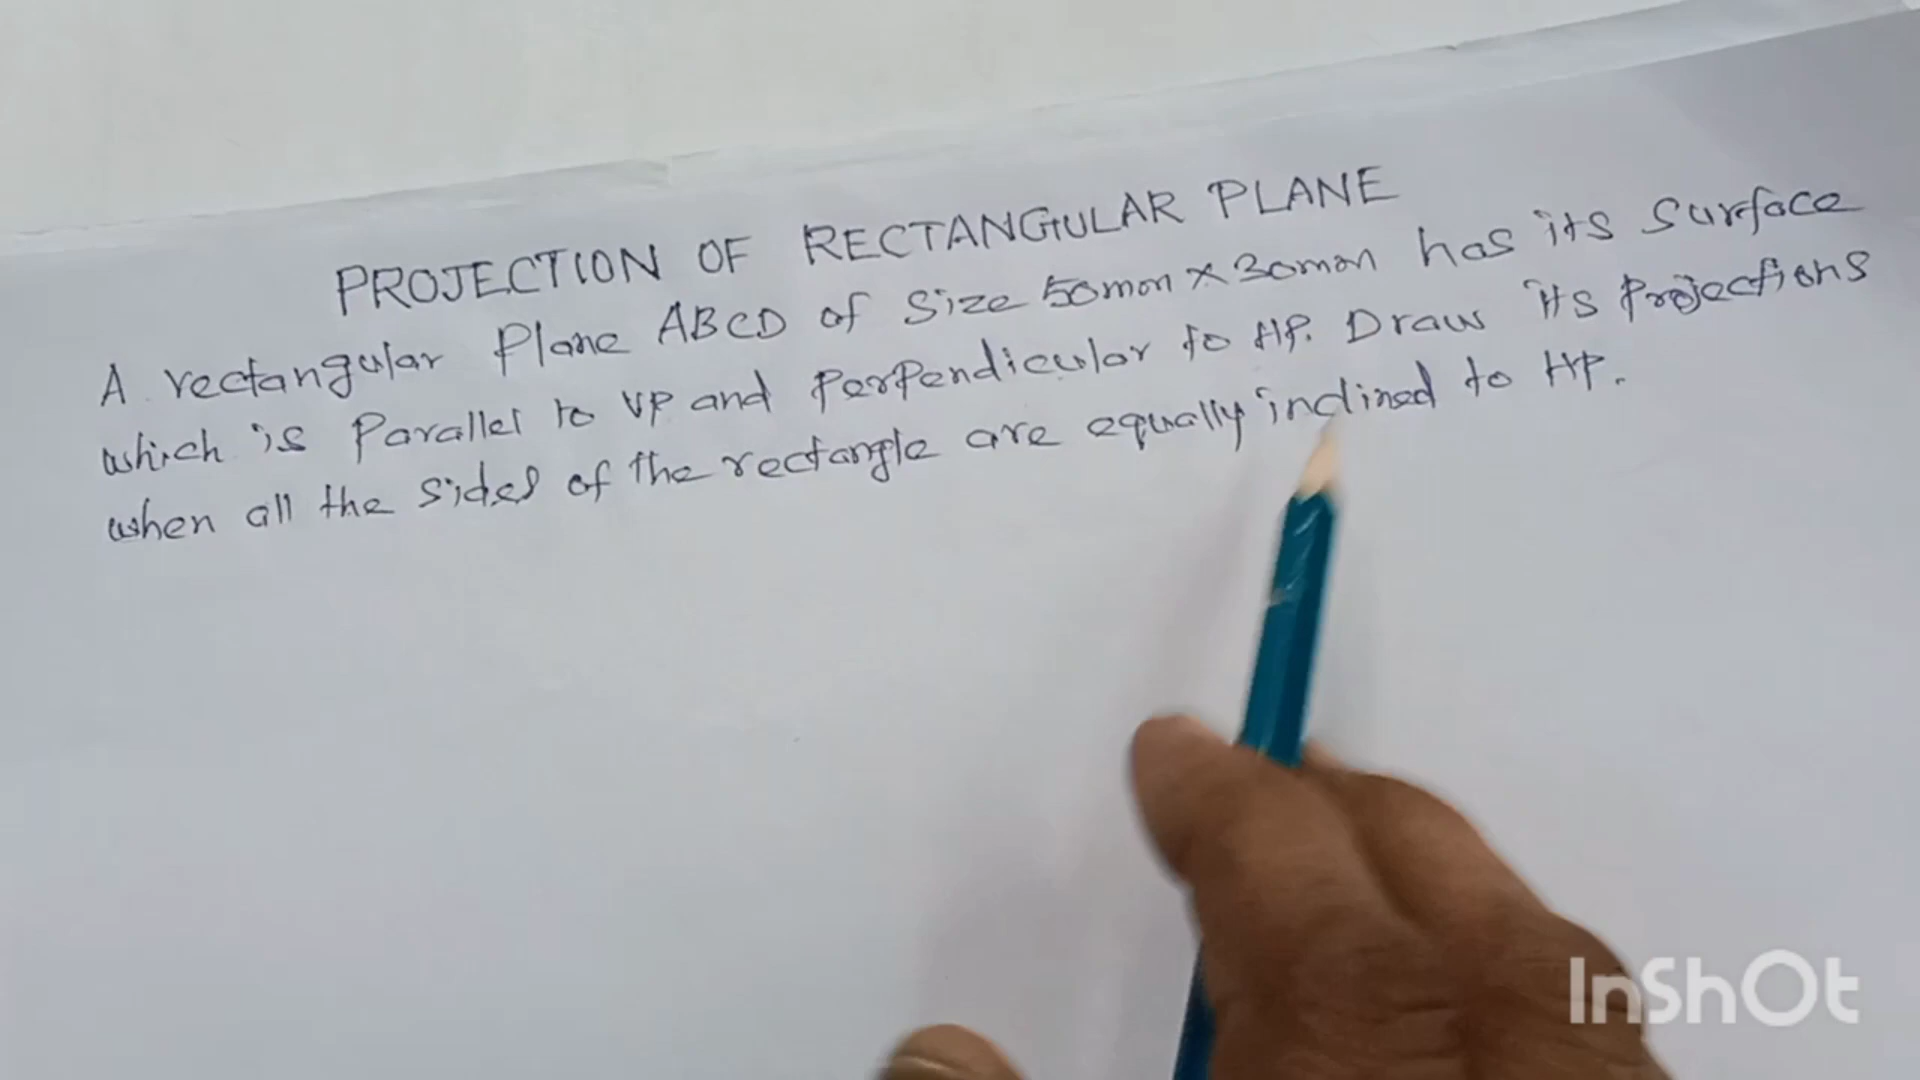 PROJECTION OF RECTANGULAR PLANE
A rectangular Plane ABCD of Size 50mm × 30mm has its Surface
which is Parallel to VP and Perpendicular to HP. Draw its Projections
when all the sides of the rectangle are equally inclined to HP.
InShOt